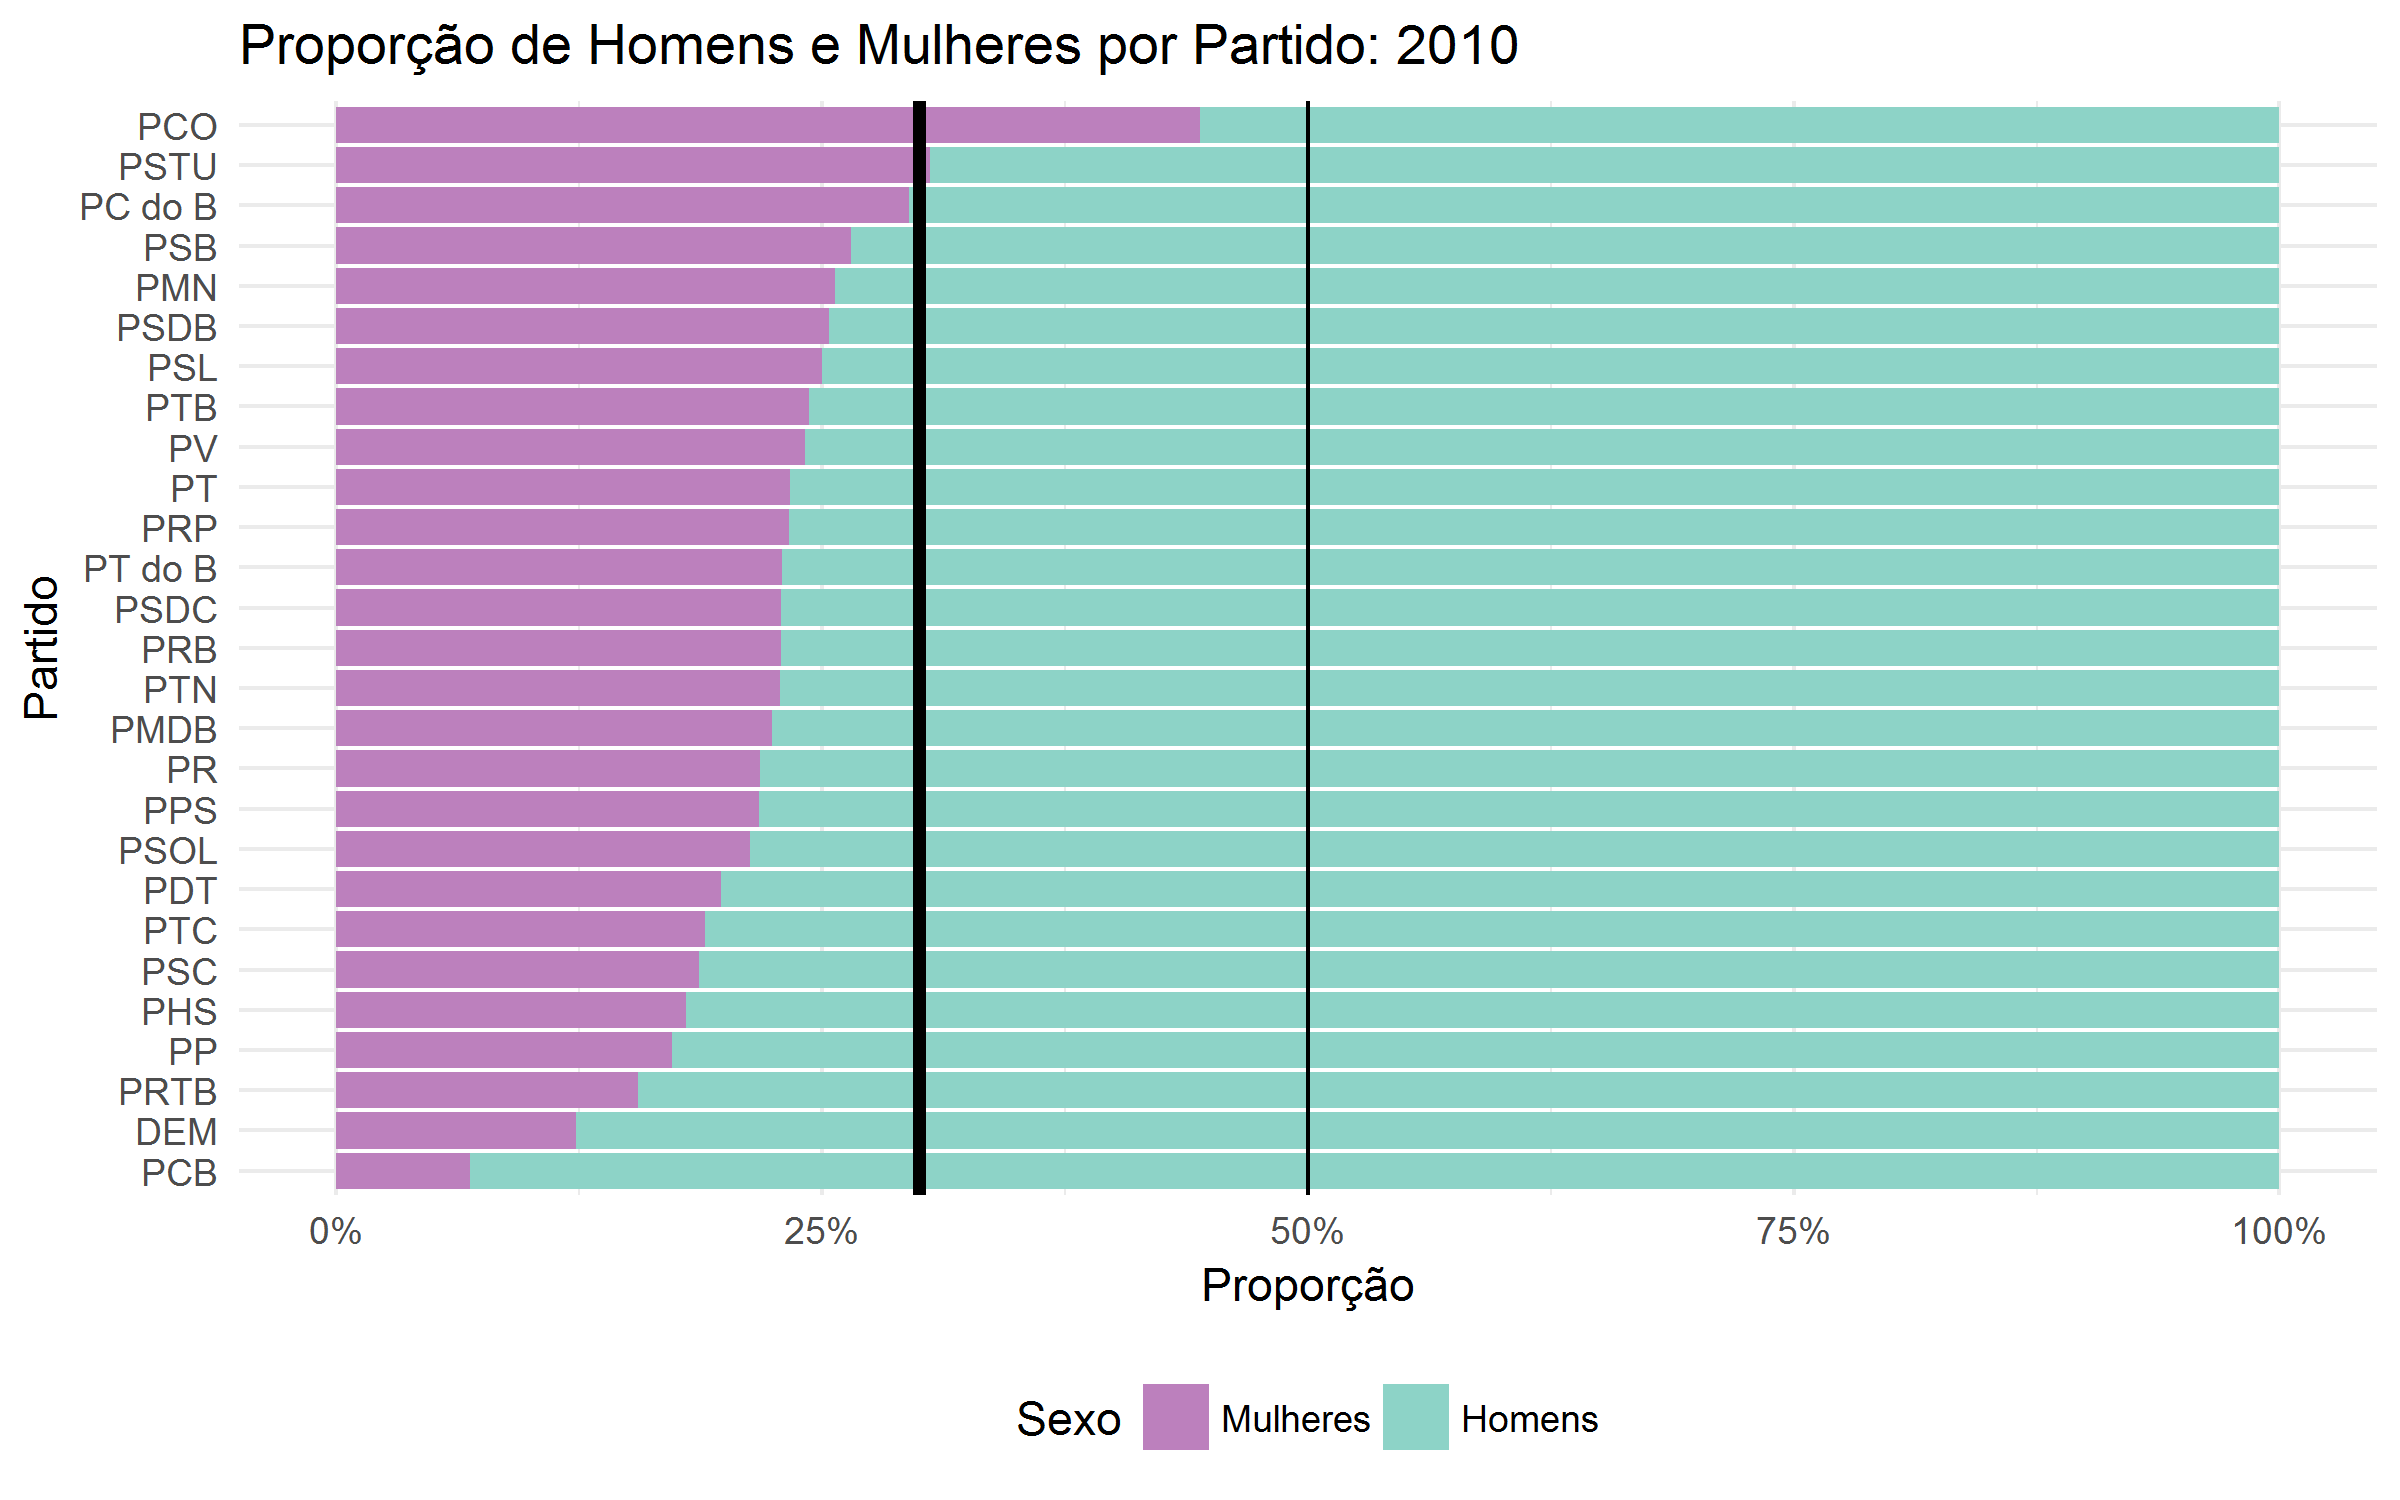 Proporção de Homens e Mulheres por Partido: 2010
PCO
PSTU
PC do B
PSB
PMN
PSDB
PSL
PTB
PV
PT
PRP
PT do B
PSDC
PRB
PTN
PMDB
PR
PPS
PSOL
PDT
PTC
PSC
PHS
PP
PRTB
DEM
PCB
Partido
0% 25% 50% 75% 100%
Proporção
Sexo Mulheres Homens